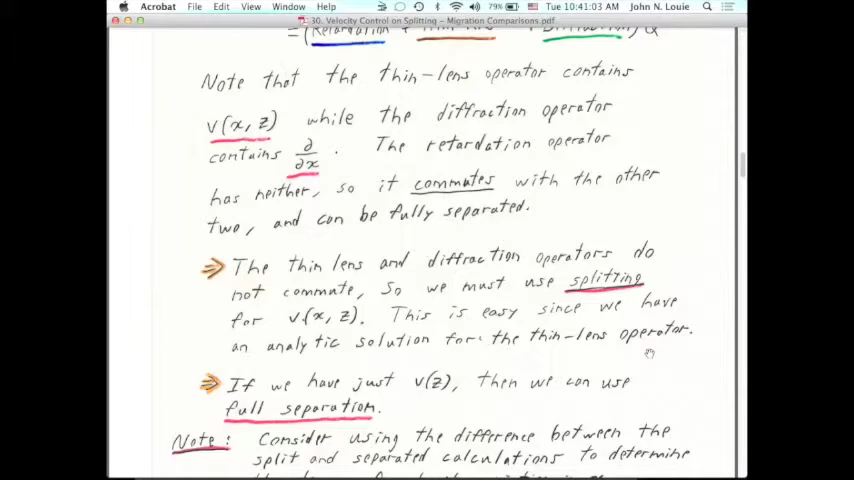 Acrobat File Edit View Window Help 79% Tue 10:41:03 AM John N. Louie
30. Velocity Control on Splitting – Migration Comparisons.pdf
Note that the thin-lens operator contains
v(x, z) while the diffraction operator
contains ∂/∂x . The retardation operator
has neither, so it commutes with the other
two, and can be fully separated.
⇒ The thin lens and diffraction operators do
not commute, so we must use splitting
for v(x, z). This is easy since we have
an analytic solution for the thin-lens operator.
⇒ If we have just v(z), then we can use
full separation.
Note: Consider using the difference between the
split and separated calculations to determine